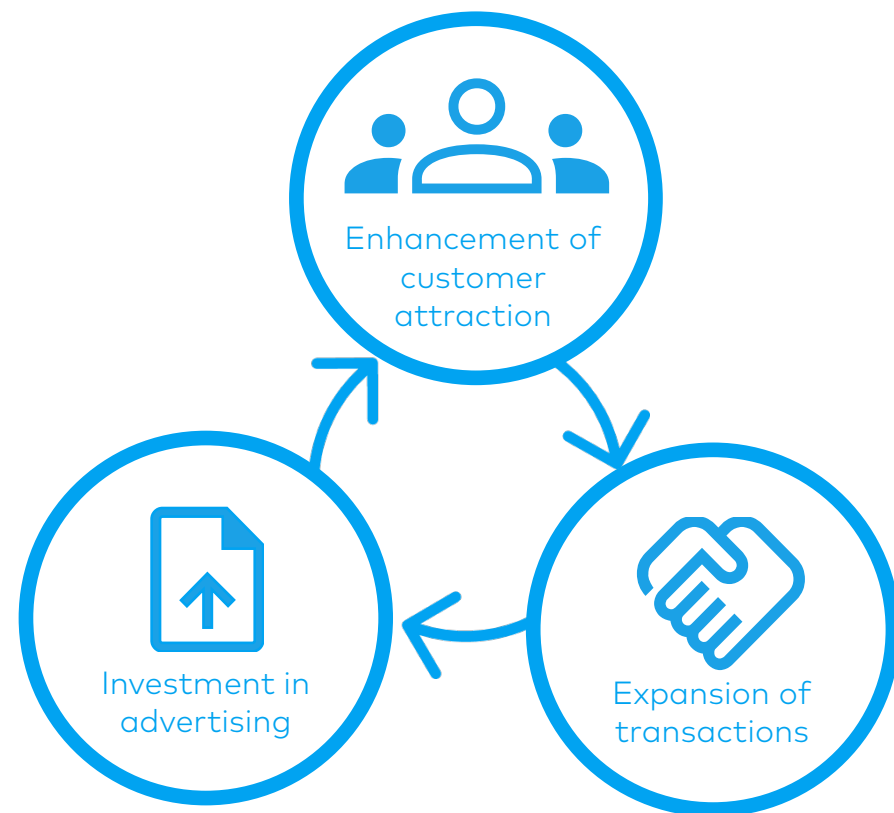 Enhancement of
customer
attraction
Investment in
advertising
Expansion of
transactions